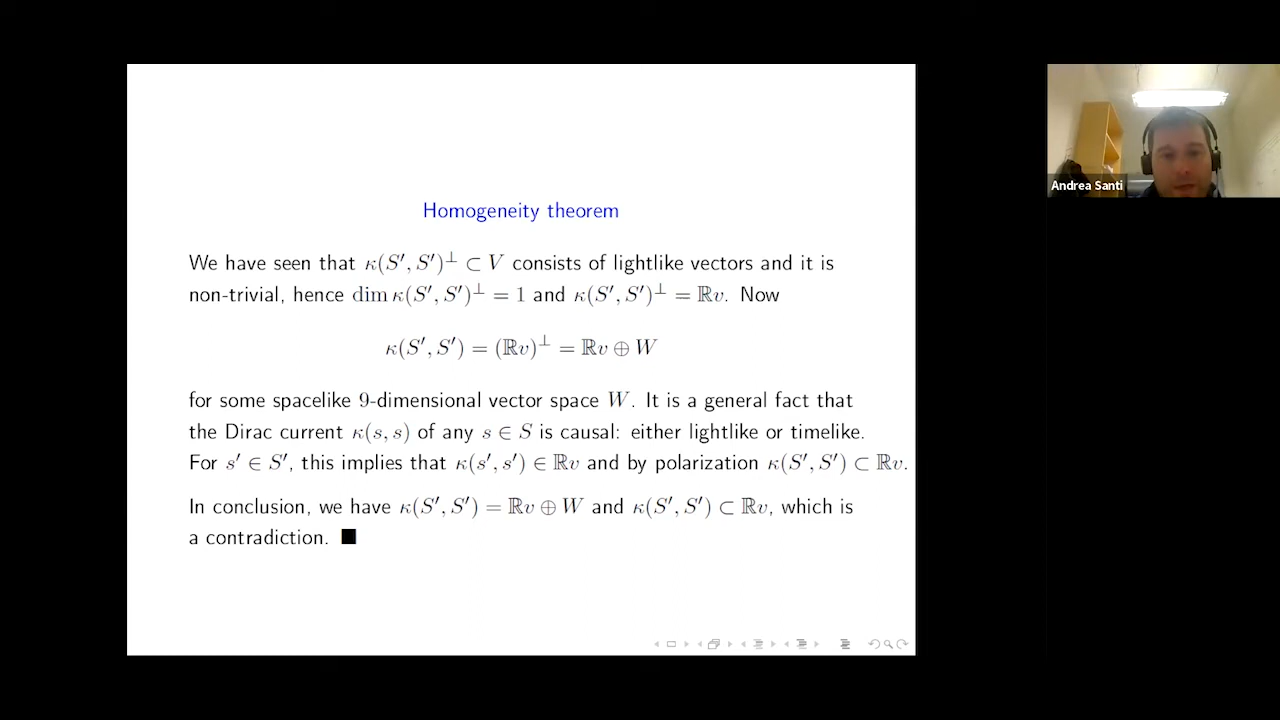 Homogeneity theorem
We have seen that κ(S′, S′)⊥ ⊂ V consists of lightlike vectors and it is
non-trivial, hence dim κ(S′, S′)⊥ = 1 and κ(S′, S′)⊥ = ℝv. Now
κ(S′, S′) = (ℝv)⊥ = ℝv ⊕ W
for some spacelike 9-dimensional vector space W. It is a general fact that
the Dirac current κ(s, s) of any s ∈ S is causal: either lightlike or timelike.
For s′ ∈ S′, this implies that κ(s′, s′) ∈ ℝv and by polarization κ(S′, S′) ⊂ ℝv.
In conclusion, we have κ(S′, S′) = ℝv ⊕ W and κ(S′, S′) ⊂ ℝv, which is
a contradiction. ■
Andrea Santi